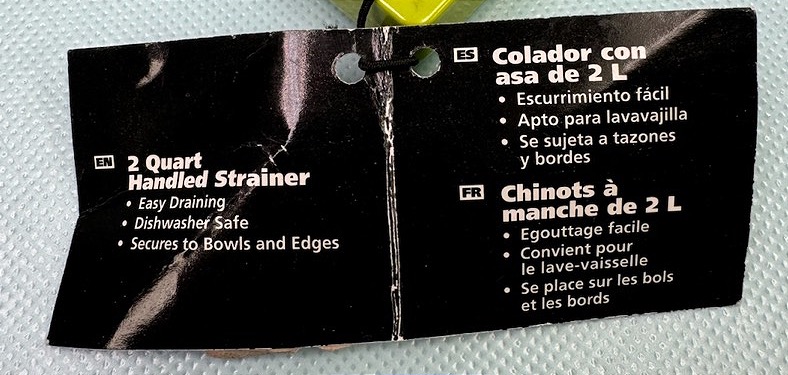 EN 2 Quart
Handled Strainer
• Easy Draining
• Dishwasher Safe
• Secures to Bowls and Edges
ES Colador con
asa de 2 L
• Escurrimiento fácil
• Apto para lavavajilla
• Se sujeta a tazones
y bordes
FR Chinots à
manche de 2 L
• Egouttage facile
• Convient pour
le lave-vaisselle
• Se place sur les bols
et les bords